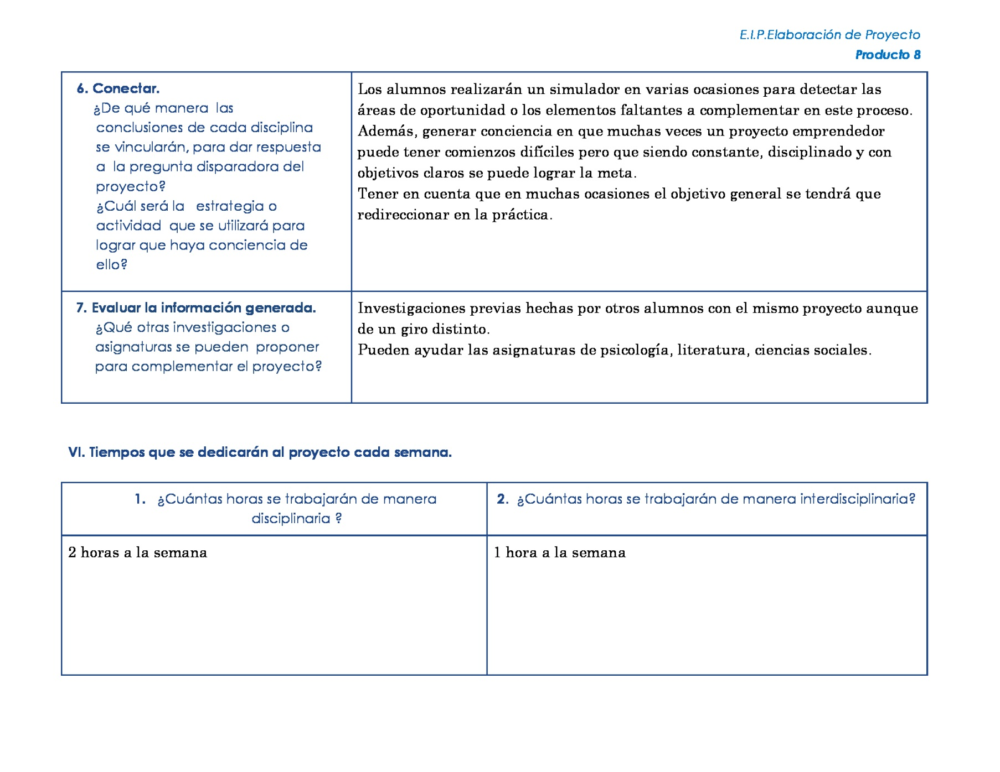 E.I.P.Elaboración de Proyecto
Producto 8
6. Conectar.
¿De qué manera las
conclusiones de cada disciplina
se vincularán, para dar respuesta
a la pregunta disparadora del
proyecto?
¿Cuál será la estrategia o
actividad que se utilizará para
lograr que haya conciencia de
ello?
Los alumnos realizarán un simulador en varias ocasiones para detectar las
áreas de oportunidad o los elementos faltantes a complementar en este proceso.
Además, generar conciencia en que muchas veces un proyecto emprendedor
puede tener comienzos difíciles pero que siendo constante, disciplinado y con
objetivos claros se puede lograr la meta.
Tener en cuenta que en muchas ocasiones el objetivo general se tendrá que
redireccionar en la práctica.
7. Evaluar la información generada.
¿Qué otras investigaciones o
asignaturas se pueden proponer
para complementar el proyecto?
Investigaciones previas hechas por otros alumnos con el mismo proyecto aunque
de un giro distinto.
Pueden ayudar las asignaturas de psicología, literatura, ciencias sociales.
VI. Tiempos que se dedicarán al proyecto cada semana.
1. ¿Cuántas horas se trabajarán de manera
disciplinaria ?
2. ¿Cuántas horas se trabajarán de manera interdisciplinaria?
2 horas a la semana
1 hora a la semana